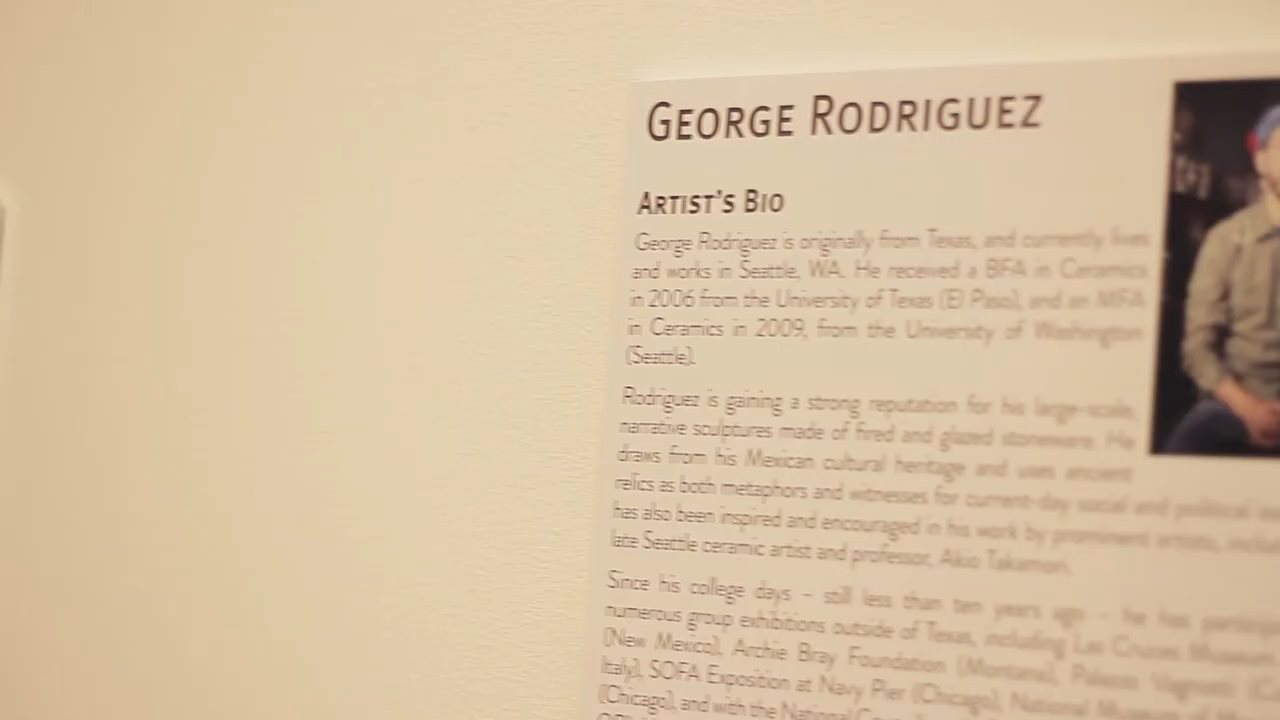 GEORGE RODRIGUEZ
ARTIST'S BIO
George Rodriguez is originally from Texas, and currently lives
and works in Seattle, WA. He received a BFA in Ceramics
in 2006 from the University of Texas (El Paso), and an MFA
in Ceramics in 2009, from the University of Washington
(Seattle).
Rodriguez is gaining a strong reputation for his large-scale,
narrative sculptures made of fired and glazed stoneware. He
draws from his Mexican cultural heritage and uses ancient
relics as both metaphors and witnesses for current-day social and political
has also been inspired and encouraged in his work by prominent artists,
late Seattle ceramic artist and professor, Akio Takamori.
Since his college days – still less than ten years ago – he has
numerous group exhibitions outside of Texas, including Las Cruces Museum
(New Mexico), Archie Bray Foundation (Montana), Palazzo
Italy), SOFA Exposition at Navy Pier (Chicago), National Museum of
(Chicago), and with the National